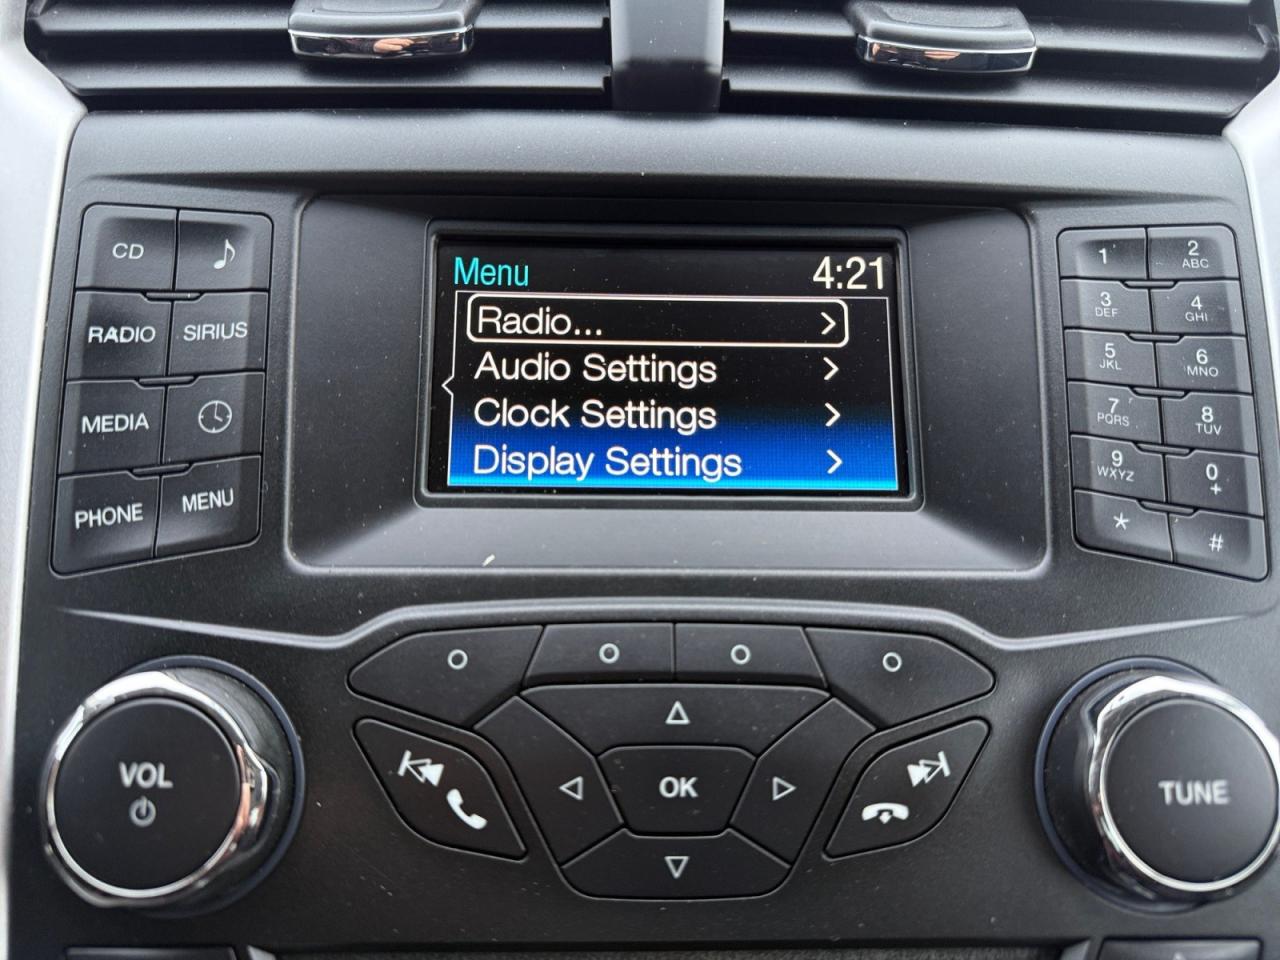 Menu 4:21
Radio... >
Audio Settings >
Clock Settings >
Display Settings >
CD
RADIO SIRIUS
MEDIA
PHONE MENU
1 2 ABC
3 DEF 4 GHI
5 JKL 6 MNO
7 PQRS 8 TUV
9 WXYZ 0 +
* #
VOL
OK
TUNE